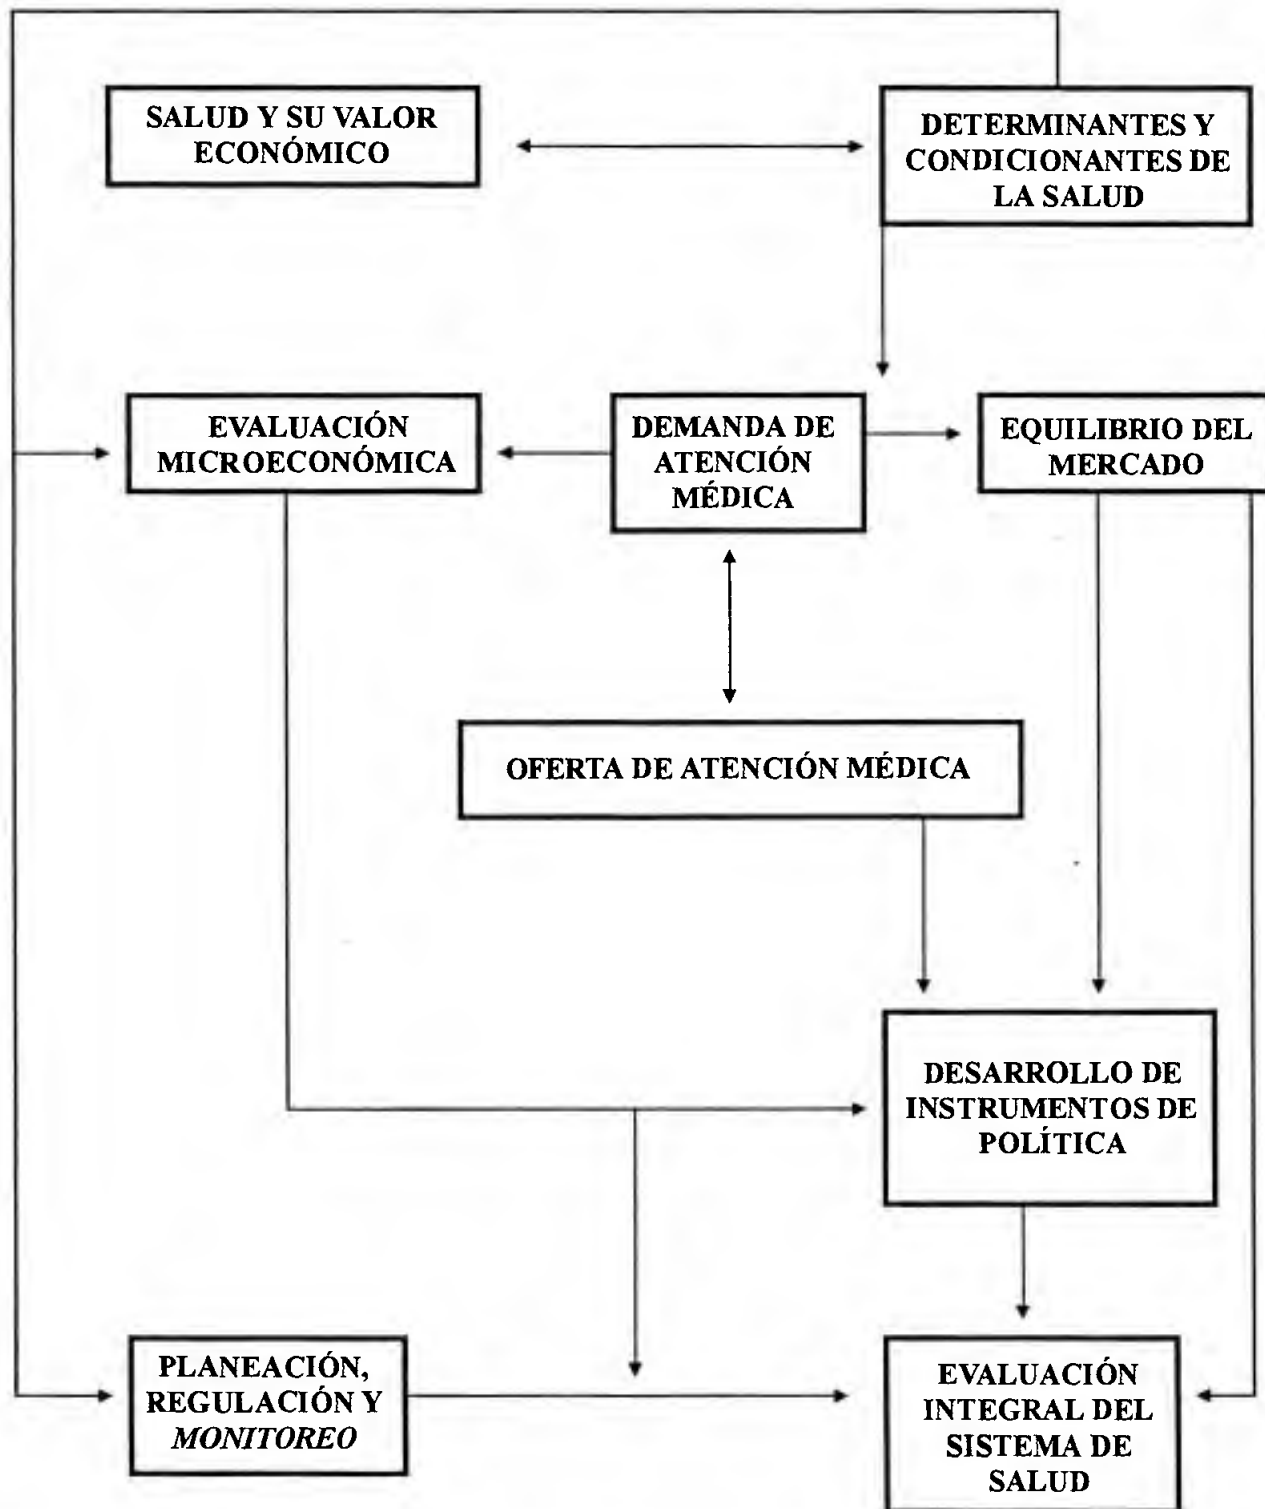 SALUD Y SU VALOR
ECONÓMICO
DETERMINANTES Y
CONDICIONANTES DE
LA SALUD
EVALUACIÓN
MICROECONÓMICA
DEMANDA DE
ATENCIÓN
MÉDICA
EQUILIBRIO DEL
MERCADO
OFERTA DE ATENCIÓN MÉDICA
DESARROLLO DE
INSTRUMENTOS DE
POLÍTICA
PLANEACIÓN,
REGULACIÓN Y
MONITOREO
EVALUACIÓN
INTEGRAL DEL
SISTEMA DE
SALUD